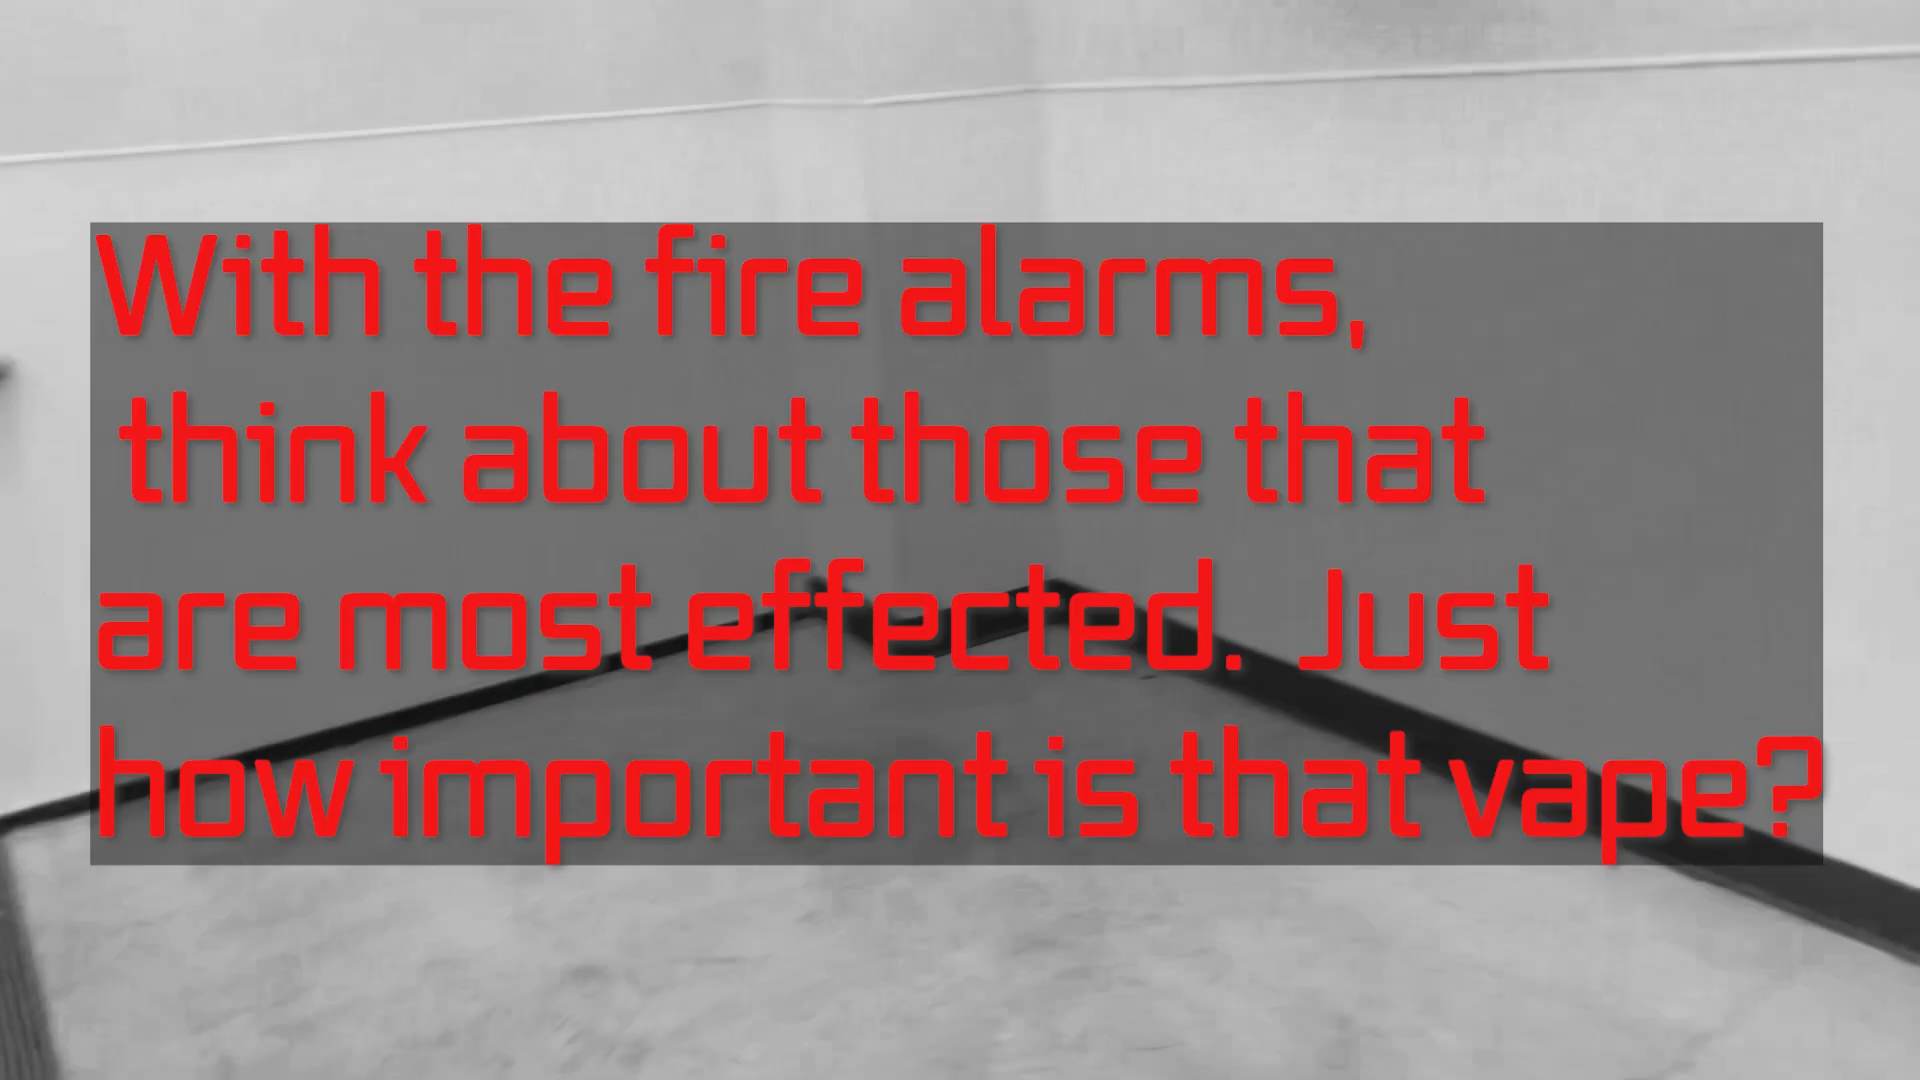 With the fire alarms,
think about those that
are most effected. Just
how important is that vape?